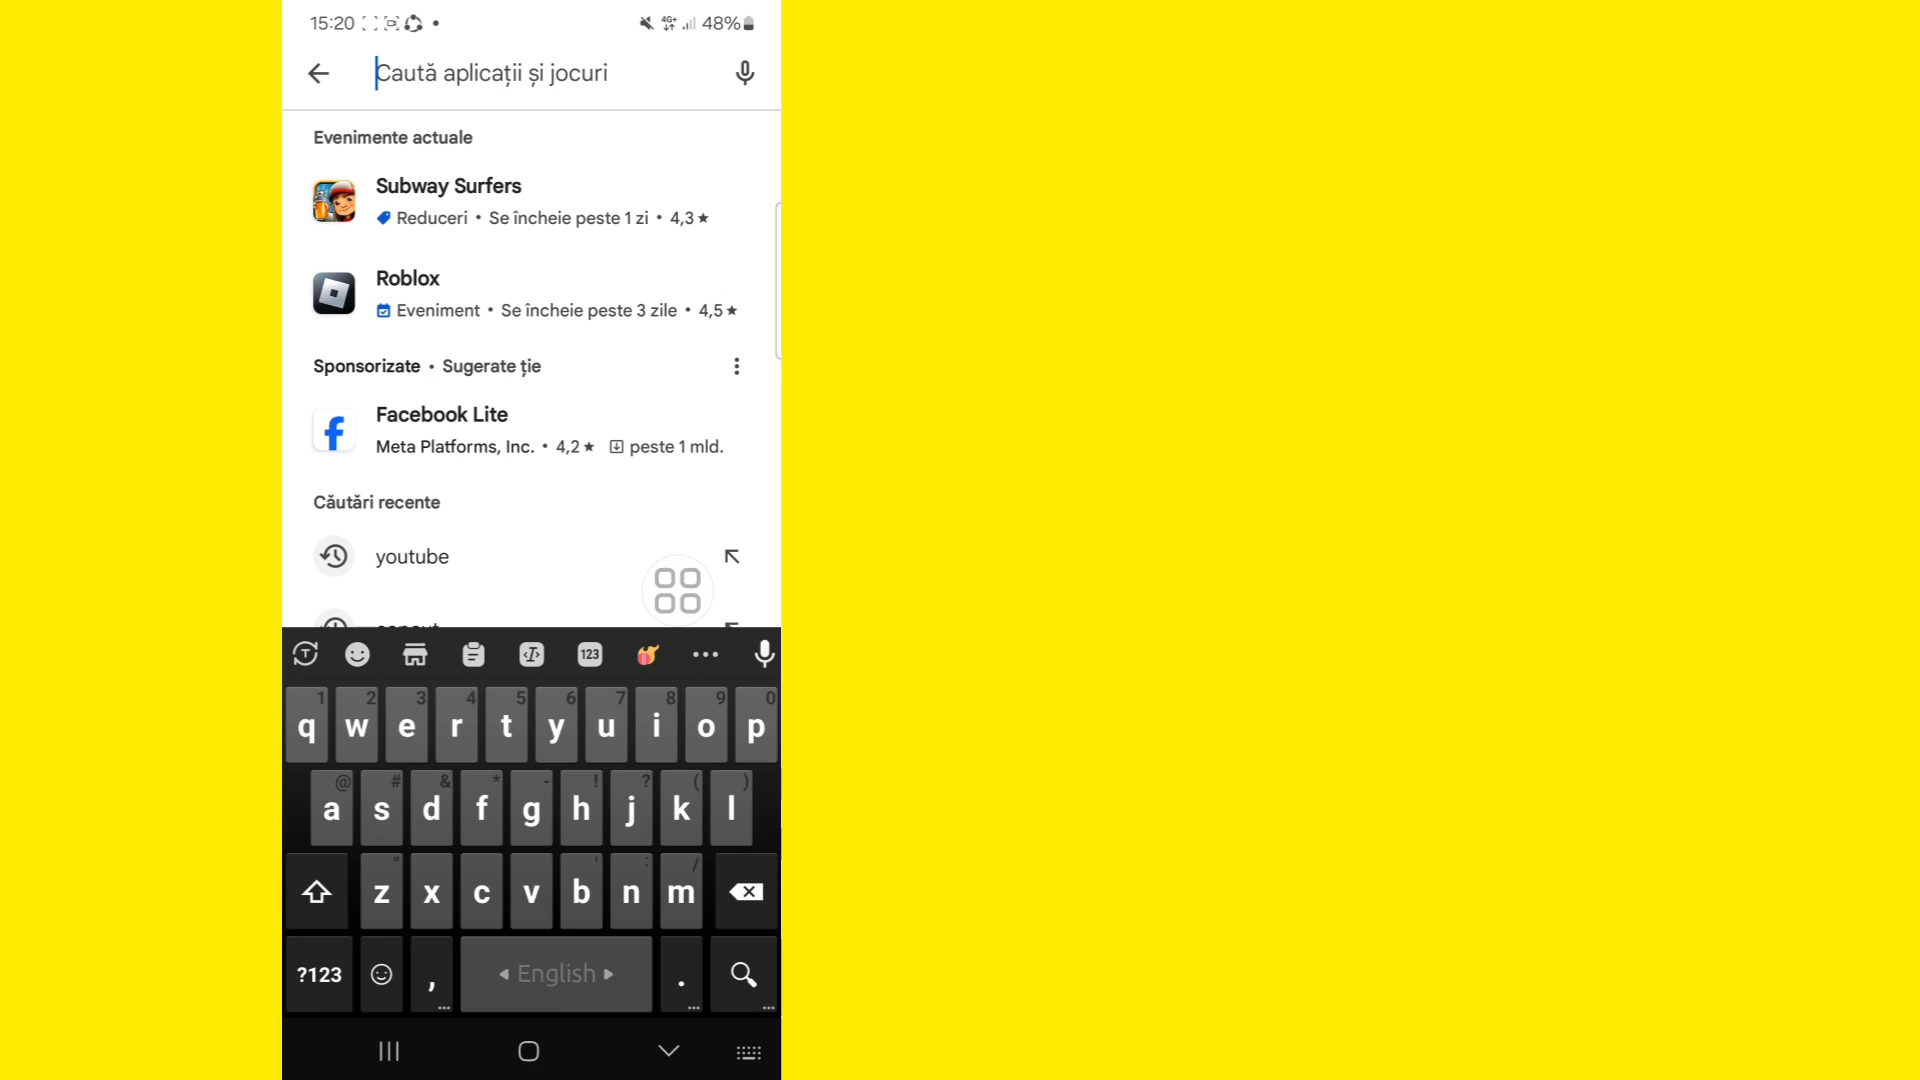 15:20 4G+ 48%
Caută aplicații și jocuri
Evenimente actuale
Subway Surfers
Reduceri • Se încheie peste 1 zi • 4,3★
Roblox
Eveniment • Se încheie peste 3 zile • 4,5★
Sponsorizate • Sugerate ție
Facebook Lite
Meta Platforms, Inc. • 4,2★ peste 1 mld.
Căutări recente
youtube
T 123
1 2 3 4 5 6 7 8 9 0
q w e r t y u i o p
@ # & * - ! ? ( )
a s d f g h j k l
" ' : /
z x c v b n m
?123 , English .